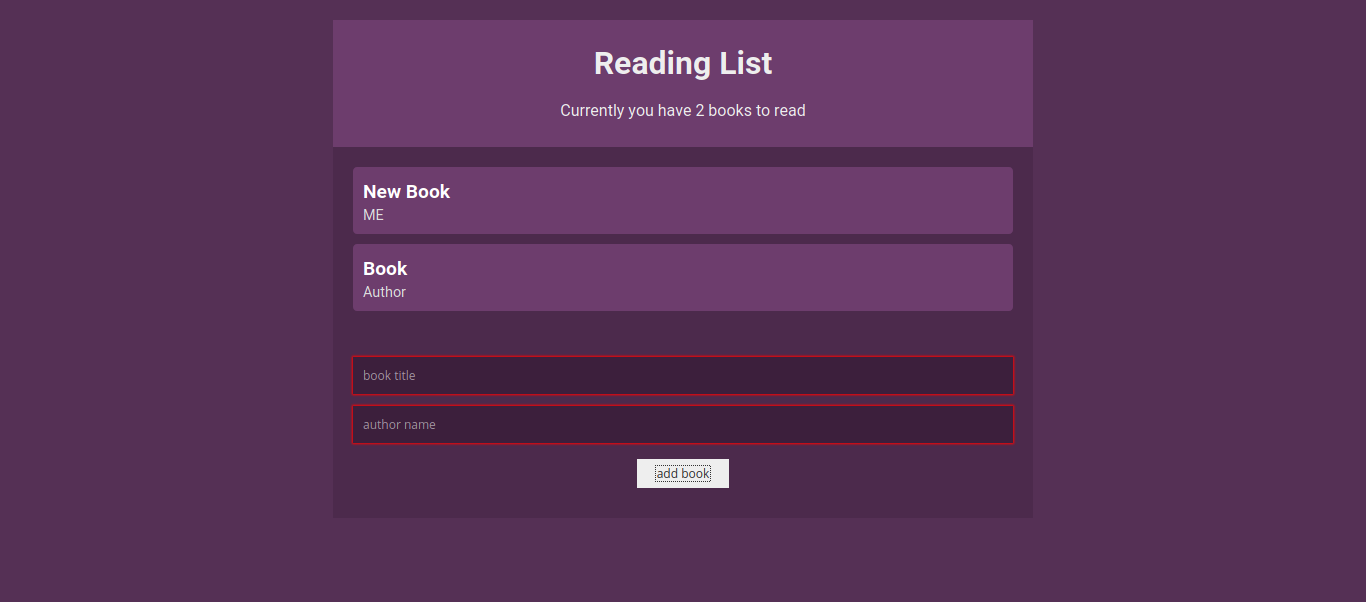 Reading List
Currently you have 2 books to read
New Book
ME
Book
Author
book title
author name
add book